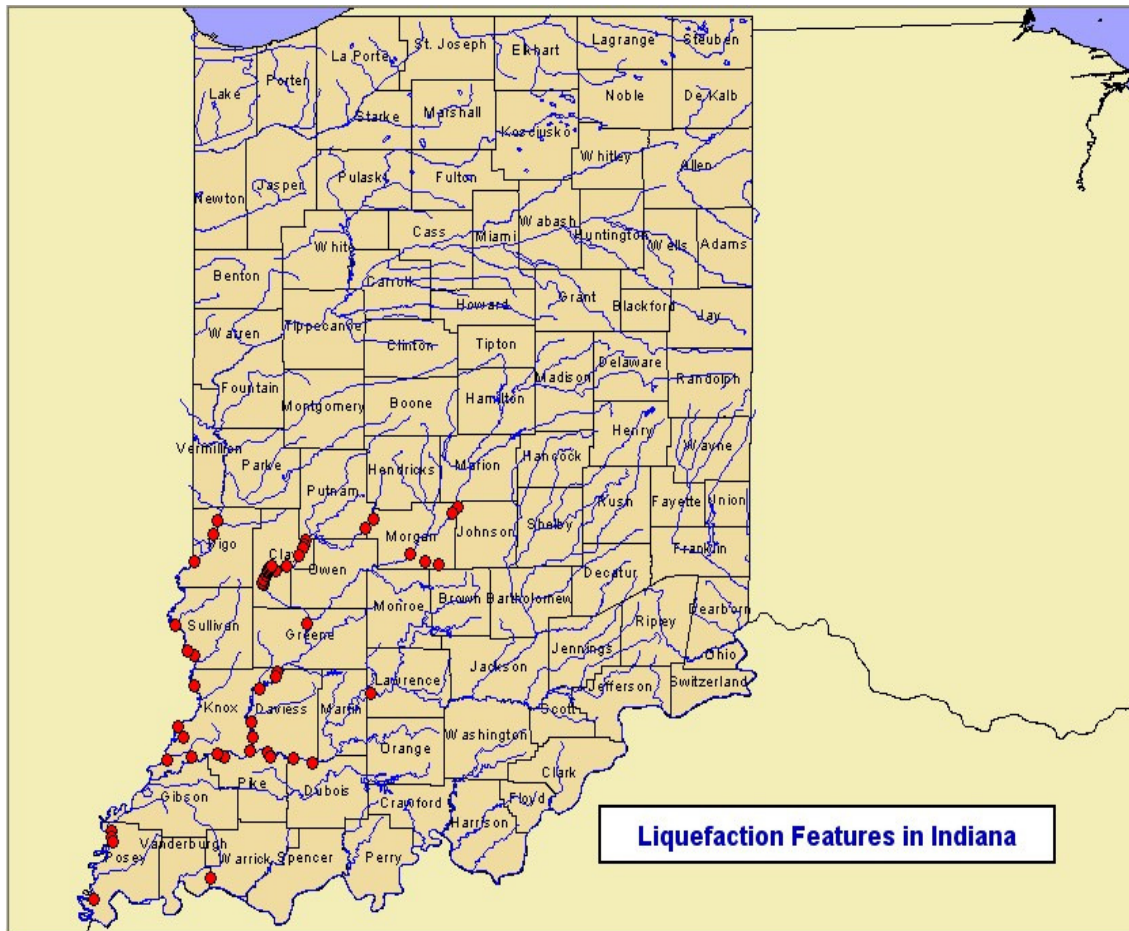 St. Joseph
Elkhart
Lagrange
Steuben
La Porte
Lake
Porter
Noble
De Kalb
Marshall
Starke
Kosciusko
Whitley
Allen
Pulaski
Fulton
Jasper
Newton
Wabash
Cass
Miami
Huntington
White
Wells
Adams
Benton
Carroll
Grant
Howard
Blackford
Jay
Tippecanoe
Warren
Clinton
Tipton
Delaware
Madison
Randolph
Fountain
Hamilton
Boone
Montgomery
Henry
Wayne
Vermillion
Hancock
Parke
Hendricks
Marion
Putnam
Rush
Fayette
Union
Shelby
Morgan
Johnson
Vigo
Franklin
Clay
Owen
Decatur
Brown
Bartholomew
Monroe
Dearborn
Sullivan
Ripley
Greene
Jennings
Ohio
Jackson
Lawrence
Switzerland
Jefferson
Knox
Daviess
Martin
Scott
Washington
Orange
Clark
Pike
Dubois
Gibson
Crawford
Floyd
Harrison
Liquefaction Features in Indiana
Vanderburgh
Posey
Warrick
Spencer
Perry